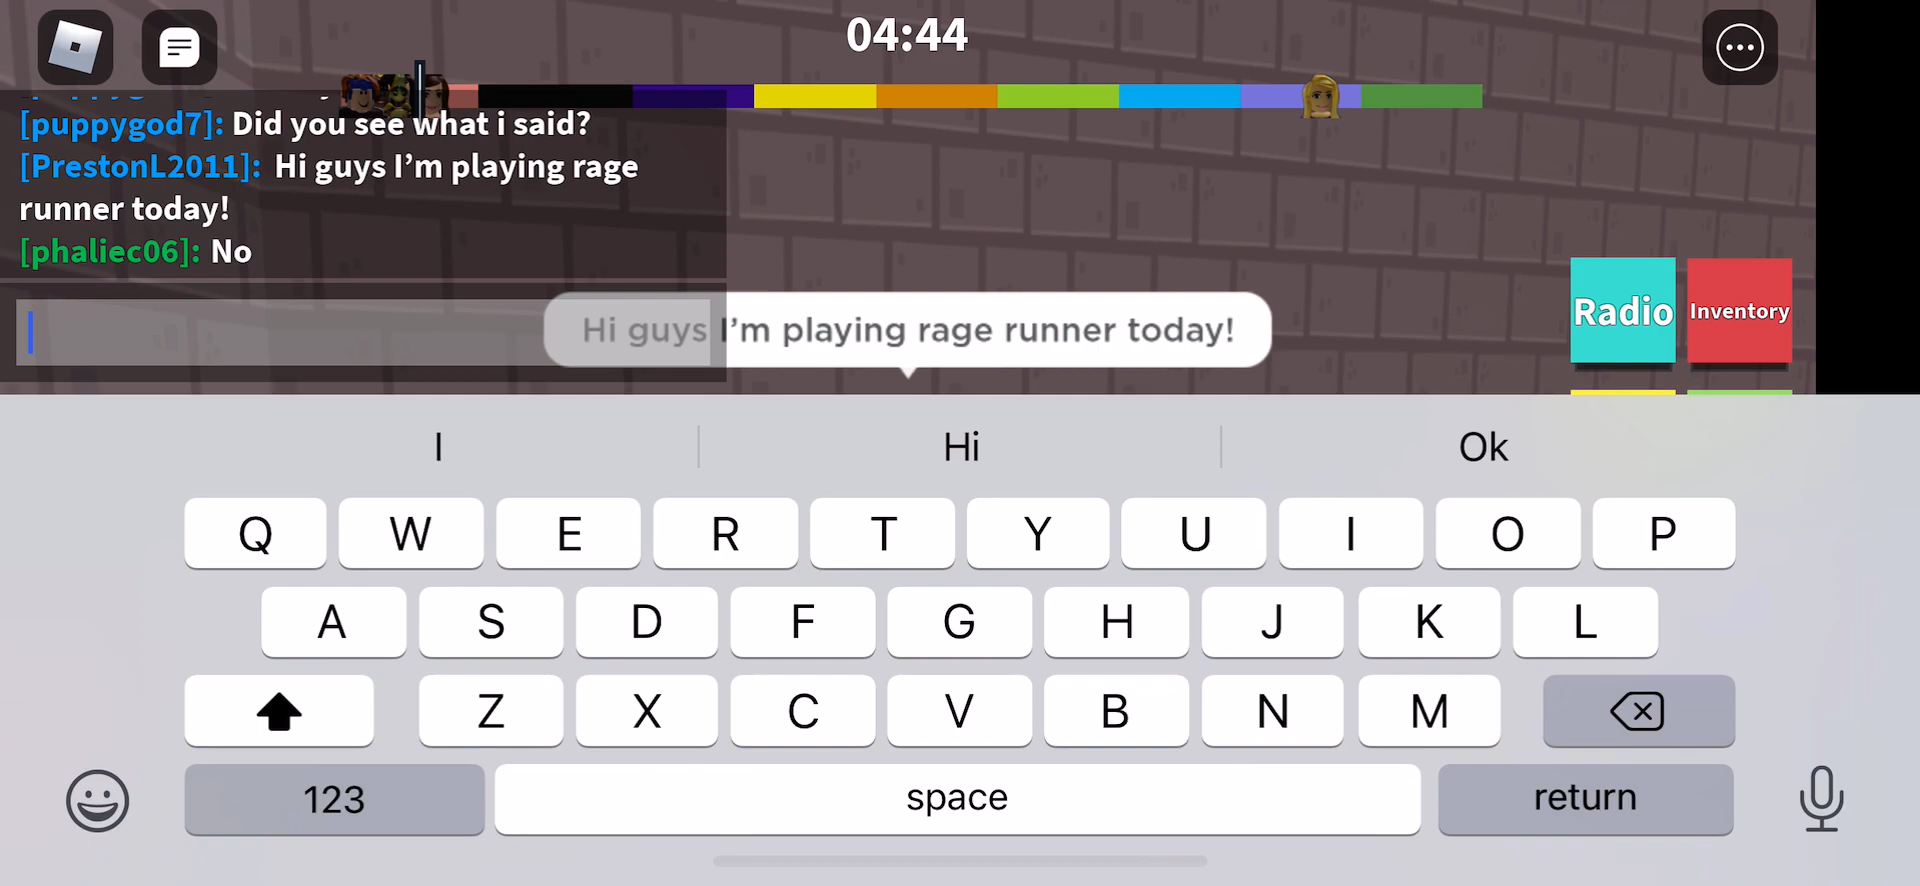 04:44
[puppygod7]: Did you see what i said?
[PrestonL2011]: Hi guys I’m playing rage
runner today!
[phaliec06]: No
Hi guys I’m playing rage runner today!
Radio
Inventory
I
Hi
Ok
Q W E R T Y U I O P
A S D F G H J K L
Z X C V B N M
123
space
return